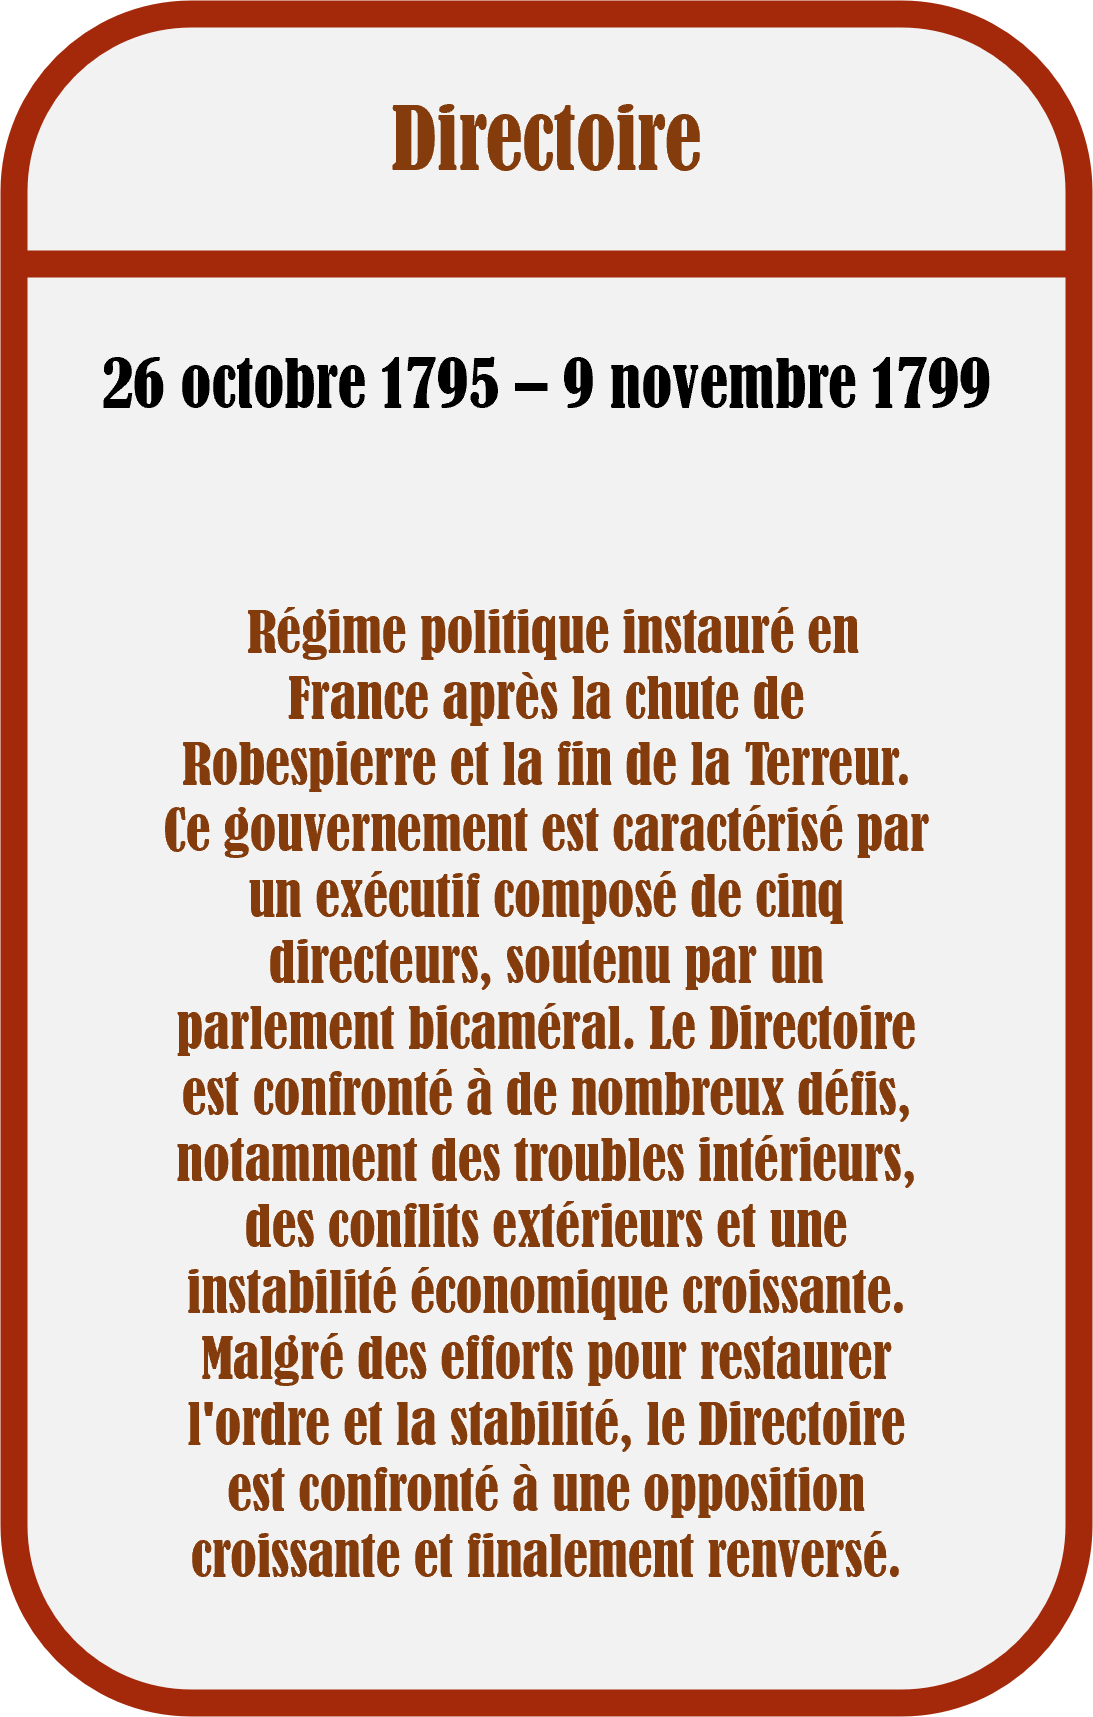 Directoire
26 octobre 1795 – 9 novembre 1799
Régime politique instauré en
France après la chute de
Robespierre et la fin de la Terreur.
Ce gouvernement est caractérisé par
un exécutif composé de cinq
directeurs, soutenu par un
parlement bicaméral. Le Directoire
est confronté à de nombreux défis,
notamment des troubles intérieurs,
des conflits extérieurs et une
instabilité économique croissante.
Malgré des efforts pour restaurer
l'ordre et la stabilité, le Directoire
est confronté à une opposition
croissante et finalement renversé.